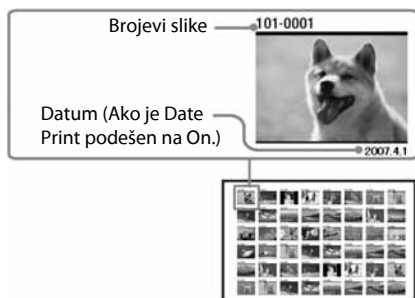 Brojevi slike
101-0001
Datum (Ako je Date
Print podešen na On.)
2007.4.1